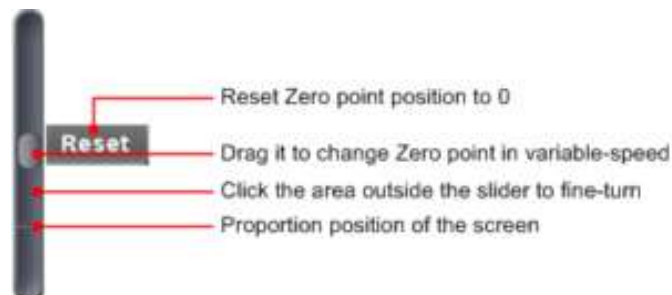 Reset Zero point position to 0
Reset
Drag it to change Zero point in variable-speed
Click the area outside the slider to fine-turn
Proportion position of the screen